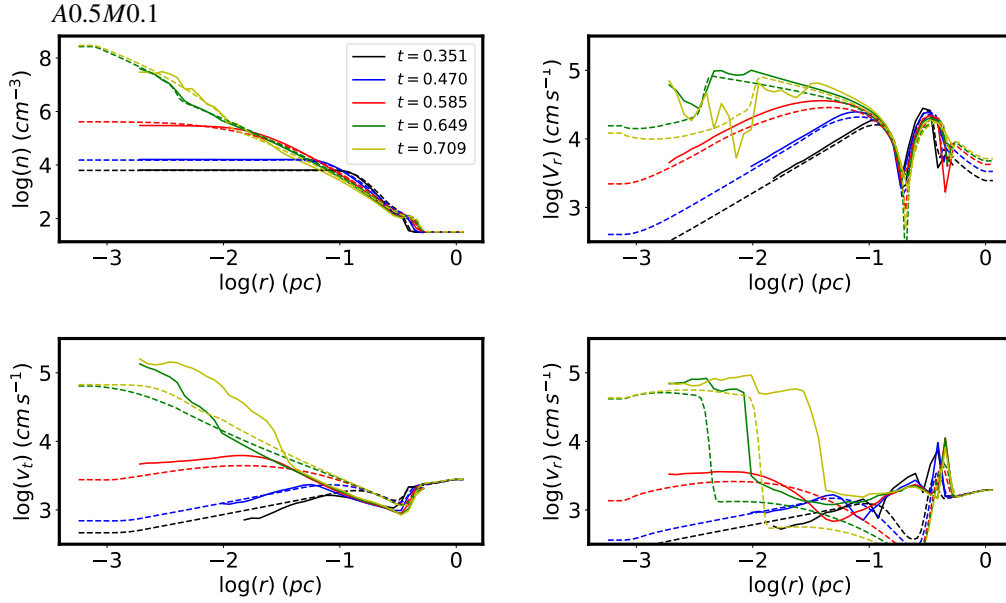 A0.5M0.1
log(n) (cm⁻³)
8
6
4
2
t = 0.351
t = 0.470
t = 0.585
t = 0.649
t = 0.709
−3 −2 −1 0
log(r) (pc)
log(V_r) (cm s⁻¹)
5
4
3
−3 −2 −1 0
log(r) (pc)
log(v_t) (cm s⁻¹)
5
4
3
−3 −2 −1 0
log(r) (pc)
log(v_r) (cm s⁻¹)
5
4
3
−3 −2 −1 0
log(r) (pc)